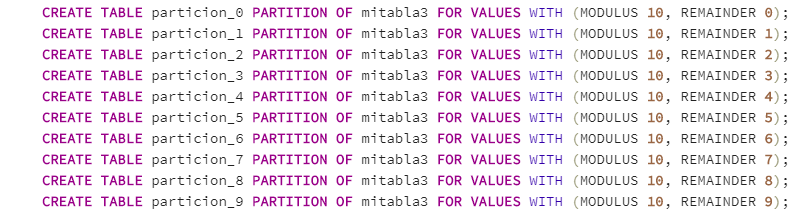 CREATE TABLE particion_0 PARTITION OF mitabla3 FOR VALUES WITH (MODULUS 10, REMAINDER 0);
CREATE TABLE particion_1 PARTITION OF mitabla3 FOR VALUES WITH (MODULUS 10, REMAINDER 1);
CREATE TABLE particion_2 PARTITION OF mitabla3 FOR VALUES WITH (MODULUS 10, REMAINDER 2);
CREATE TABLE particion_3 PARTITION OF mitabla3 FOR VALUES WITH (MODULUS 10, REMAINDER 3);
CREATE TABLE particion_4 PARTITION OF mitabla3 FOR VALUES WITH (MODULUS 10, REMAINDER 4);
CREATE TABLE particion_5 PARTITION OF mitabla3 FOR VALUES WITH (MODULUS 10, REMAINDER 5);
CREATE TABLE particion_6 PARTITION OF mitabla3 FOR VALUES WITH (MODULUS 10, REMAINDER 6);
CREATE TABLE particion_7 PARTITION OF mitabla3 FOR VALUES WITH (MODULUS 10, REMAINDER 7);
CREATE TABLE particion_8 PARTITION OF mitabla3 FOR VALUES WITH (MODULUS 10, REMAINDER 8);
CREATE TABLE particion_9 PARTITION OF mitabla3 FOR VALUES WITH (MODULUS 10, REMAINDER 9);